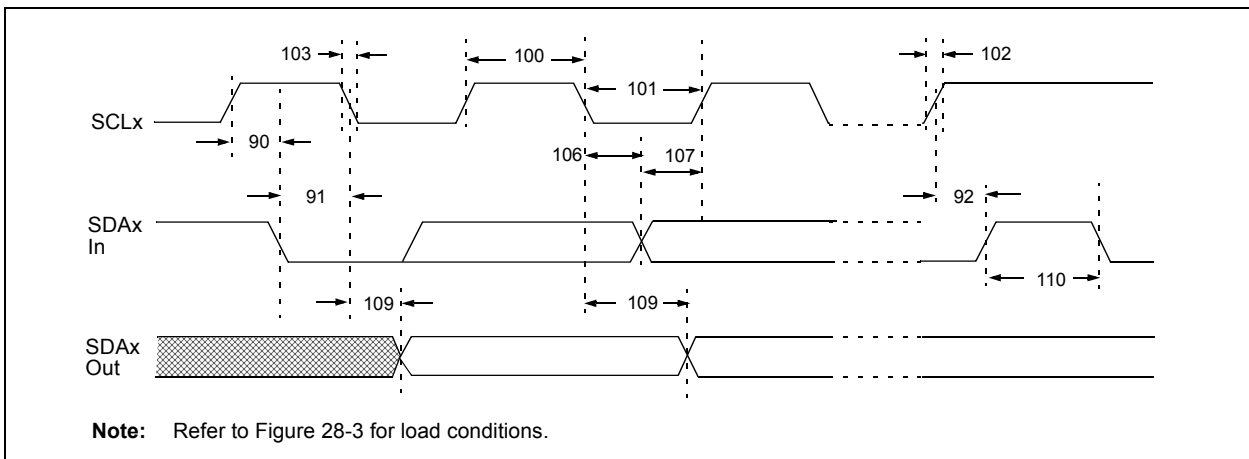 103
100
102
101
SCLx
90
106
107
91
92
SDAx
In
110
109
109
SDAx
Out
Note: Refer to Figure 28-3 for load conditions.